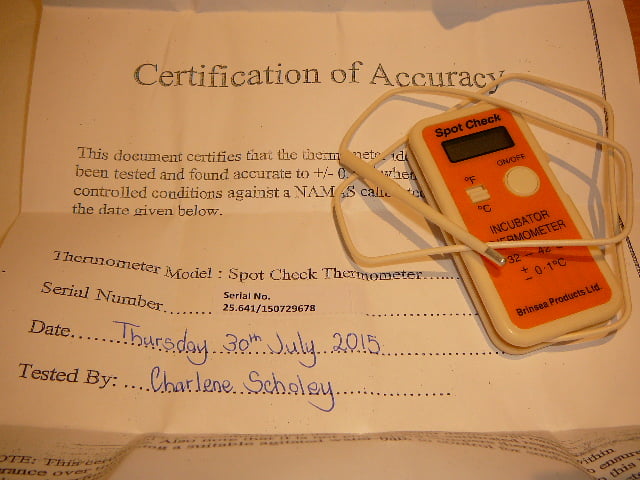 Certification of Accuracy
This document certifies that the thermometer
been tested and found accurate to +/- 0. when
controlled conditions against a NAMAS
the date given below.
Thermometer Model : Spot Check Thermometer
Serial Number Serial No.
25.641/150729678
Date Thursday 30th July 2015
Tested By: Charlene Scholey
Spot Check
ON/OFF
°F
°C
INCUBATOR
THERMOMETER
± 0·1°C
Brinsea Products Ltd.